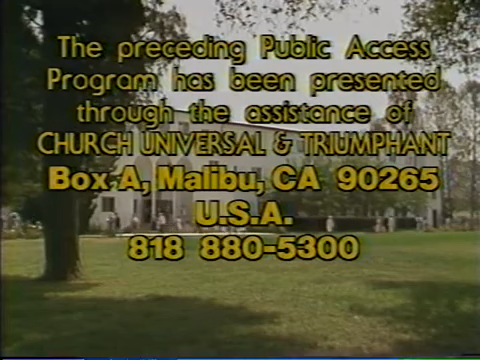 The preceding Public Access
Program has been presented
through the assistance of
CHURCH UNIVERSAL & TRIUMPHANT
Box A, Malibu, CA 90265
U.S.A.
818 880-5300